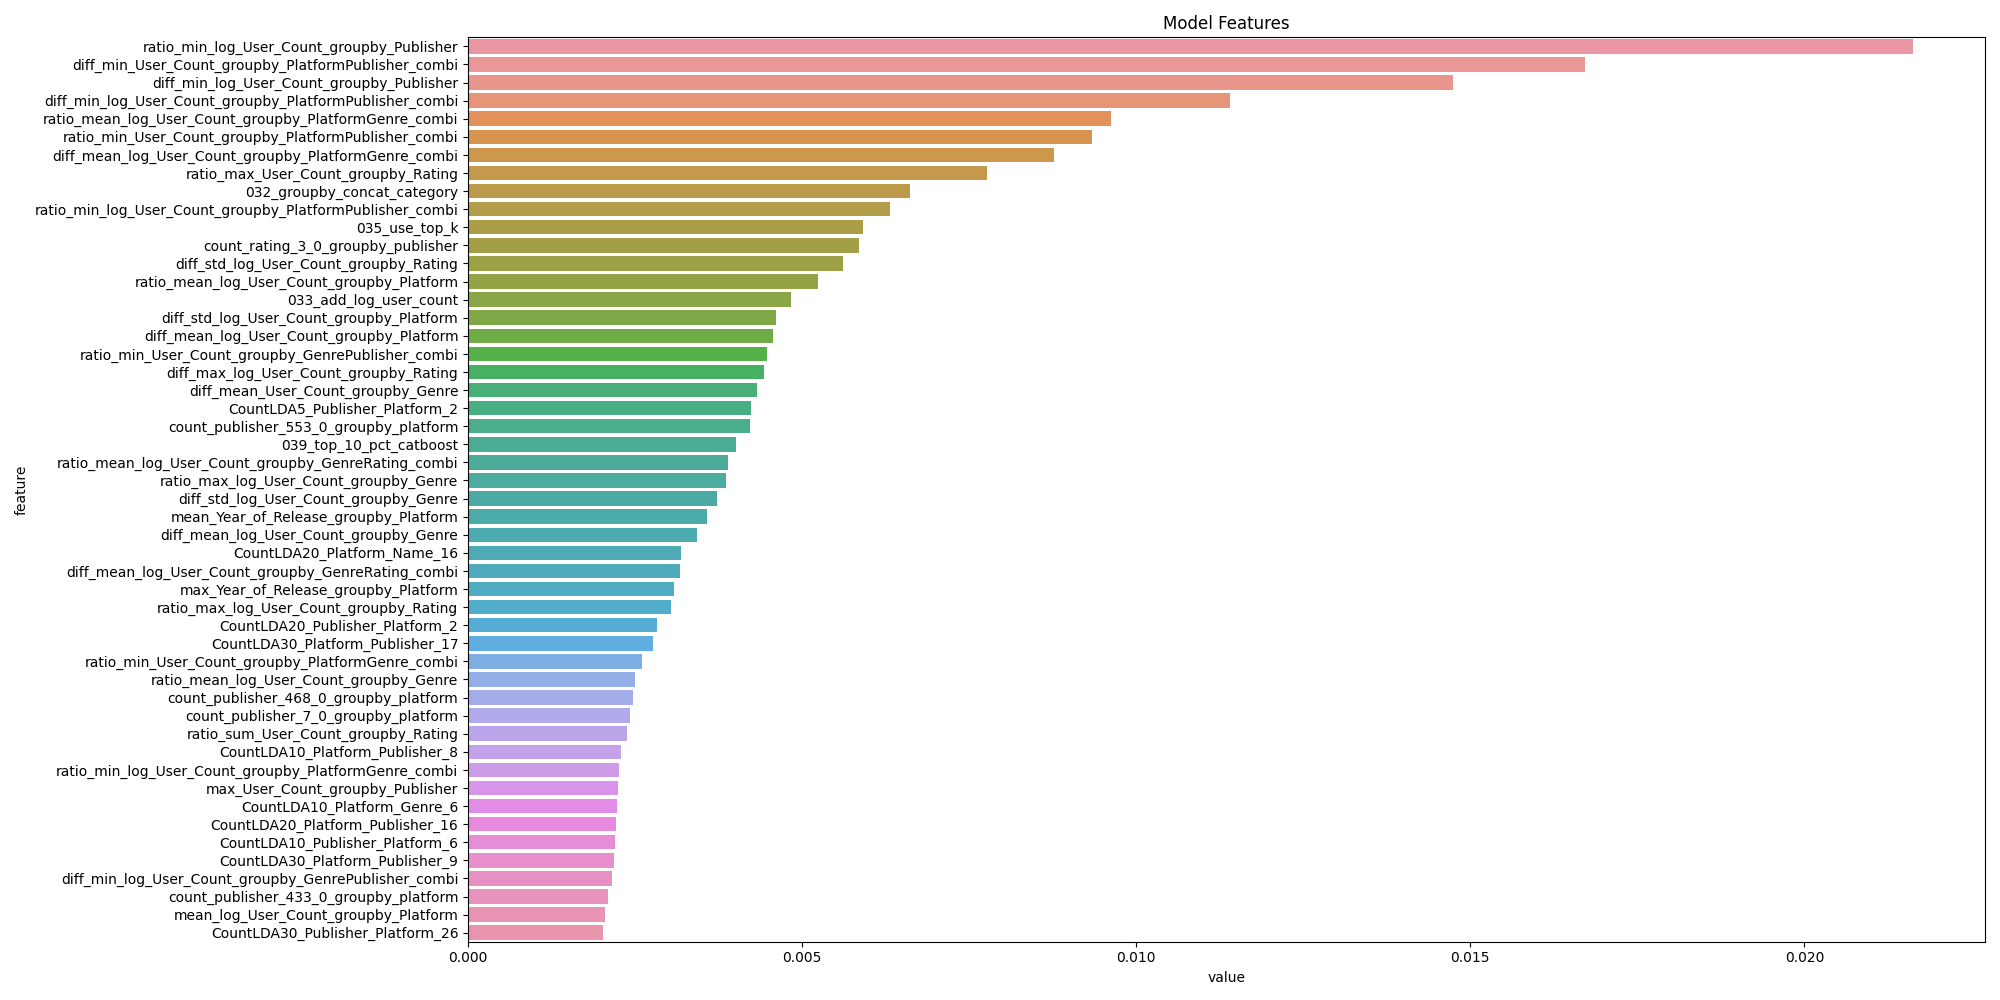 Model Features
ratio_min_log_User_Count_groupby_Publisher
diff_min_User_Count_groupby_PlatformPublisher_combi
diff_min_log_User_Count_groupby_Publisher
diff_min_log_User_Count_groupby_PlatformPublisher_combi
ratio_mean_log_User_Count_groupby_PlatformGenre_combi
ratio_min_User_Count_groupby_PlatformPublisher_combi
diff_mean_log_User_Count_groupby_PlatformGenre_combi
ratio_max_User_Count_groupby_Rating
032_groupby_concat_category
ratio_min_log_User_Count_groupby_PlatformPublisher_combi
035_use_top_k
count_rating_3_0_groupby_publisher
diff_std_log_User_Count_groupby_Rating
ratio_mean_log_User_Count_groupby_Platform
033_add_log_user_count
diff_std_log_User_Count_groupby_Platform
diff_mean_log_User_Count_groupby_Platform
ratio_min_User_Count_groupby_GenrePublisher_combi
diff_max_log_User_Count_groupby_Rating
diff_mean_User_Count_groupby_Genre
CountLDA5_Publisher_Platform_2
count_publisher_553_0_groupby_platform
039_top_10_pct_catboost
ratio_mean_log_User_Count_groupby_GenreRating_combi
ratio_max_log_User_Count_groupby_Genre
diff_std_log_User_Count_groupby_Genre
mean_Year_of_Release_groupby_Platform
diff_mean_log_User_Count_groupby_Genre
CountLDA20_Platform_Name_16
diff_mean_log_User_Count_groupby_GenreRating_combi
max_Year_of_Release_groupby_Platform
ratio_max_log_User_Count_groupby_Rating
CountLDA20_Publisher_Platform_2
CountLDA30_Platform_Publisher_17
ratio_min_User_Count_groupby_PlatformGenre_combi
ratio_mean_log_User_Count_groupby_Genre
count_publisher_468_0_groupby_platform
count_publisher_7_0_groupby_platform
ratio_sum_User_Count_groupby_Rating
CountLDA10_Platform_Publisher_8
ratio_min_log_User_Count_groupby_PlatformGenre_combi
max_User_Count_groupby_Publisher
CountLDA10_Platform_Genre_6
CountLDA20_Platform_Publisher_16
CountLDA10_Publisher_Platform_6
CountLDA30_Platform_Publisher_9
diff_min_log_User_Count_groupby_GenrePublisher_combi
count_publisher_433_0_groupby_platform
mean_log_User_Count_groupby_Platform
CountLDA30_Publisher_Platform_26
feature
0.000 0.005 0.010 0.015 0.020
value